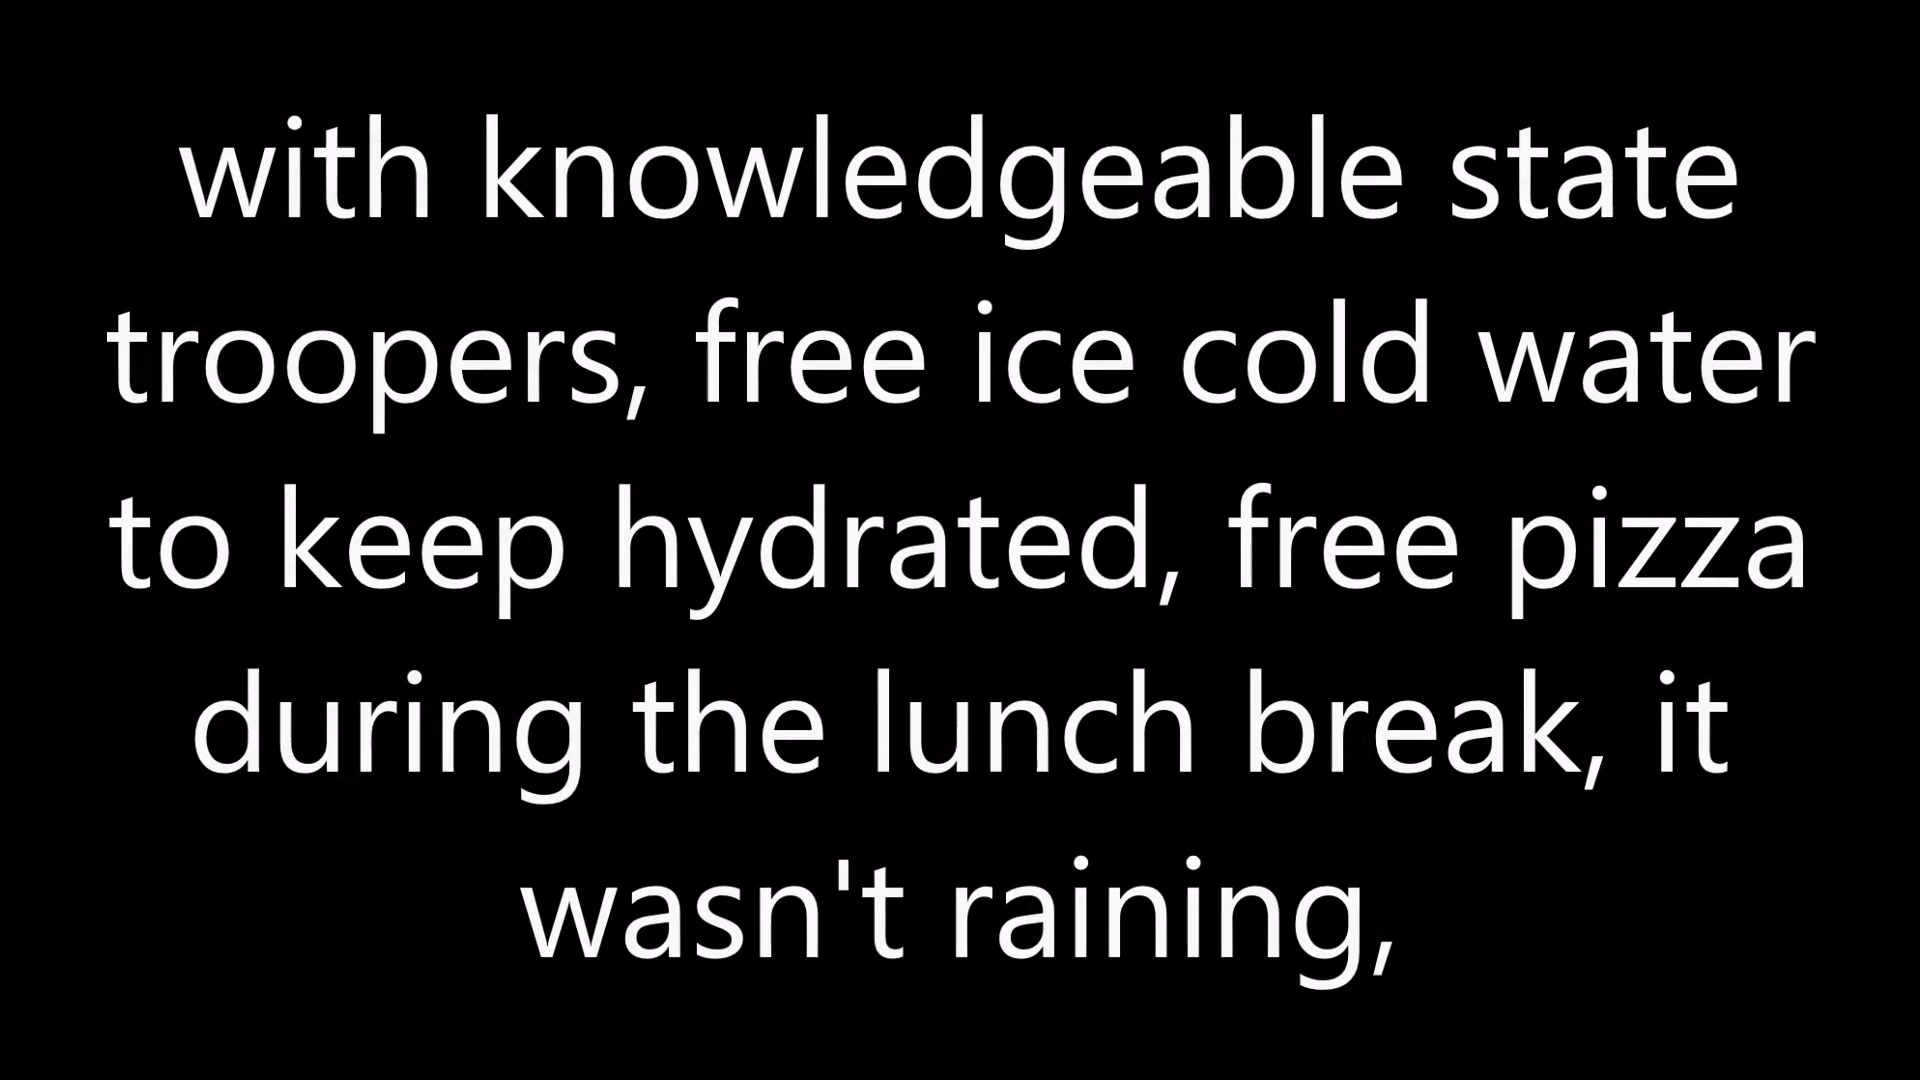 with knowledgeable state
troopers, free ice cold water
to keep hydrated, free pizza
during the lunch break, it
wasn't raining,